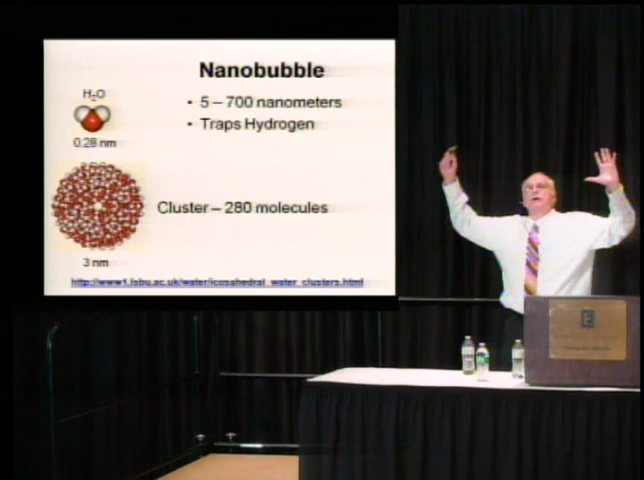 Nanobubble
H2O
• 5 – 700 nanometers
• Traps Hydrogen
0.28 nm
Cluster – 280 molecules
3 nm
http://www1.lsbu.ac.uk/water/icosahedral_water_clusters.html
E